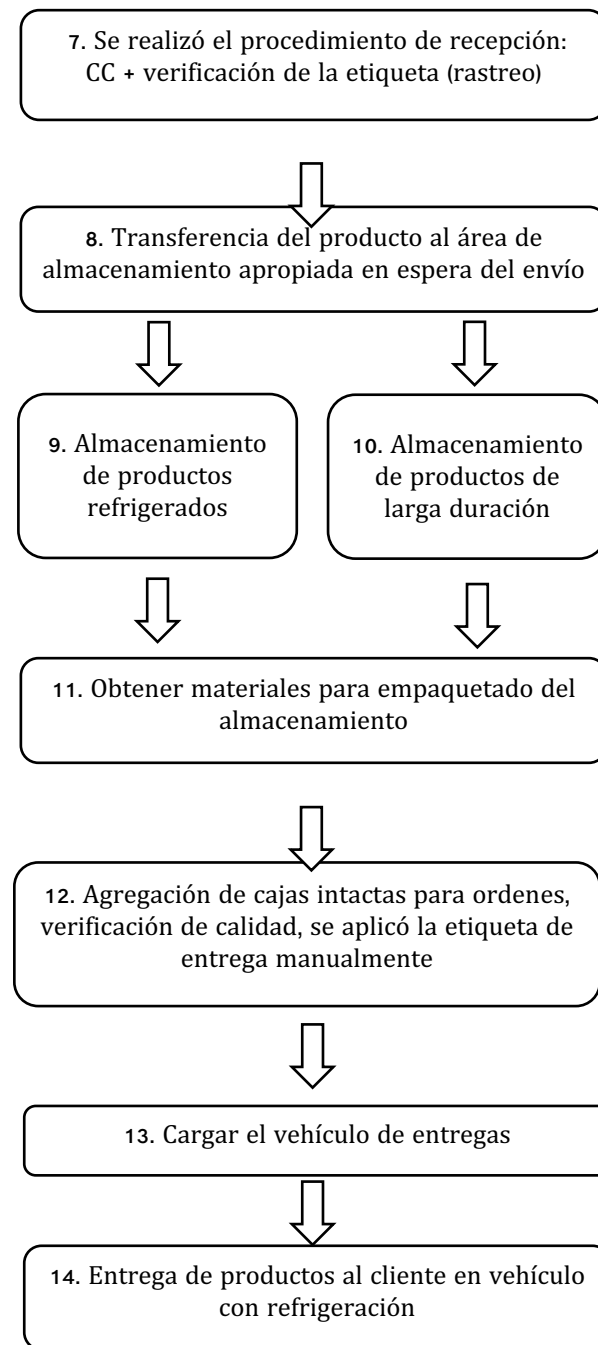 7. Se realizó el procedimiento de recepción:
CC + verificación de la etiqueta (rastreo)
8. Transferencia del producto al área de
almacenamiento apropiada en espera del envío
9. Almacenamiento
de productos
refrigerados
10. Almacenamiento
de productos de
larga duración
11. Obtener materiales para empaquetado del
almacenamiento
12. Agregación de cajas intactas para ordenes,
verificación de calidad, se aplicó la etiqueta de
entrega manualmente
13. Cargar el vehículo de entregas
14. Entrega de productos al cliente en vehículo
con refrigeración